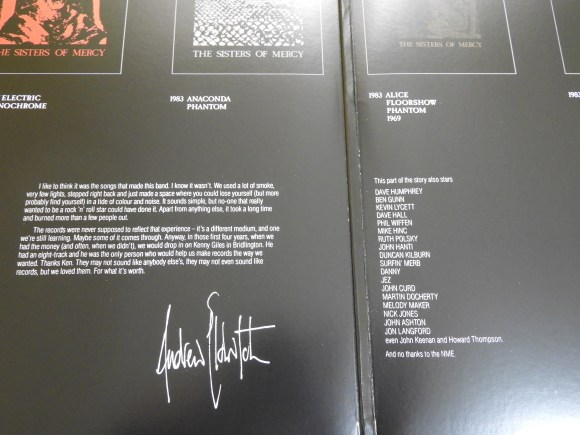 THE SISTERS OF MERCY
ELECTRIC
NOCHROME
THE SISTERS OF MERCY
1983 ANACONDA
PHANTOM
I like to think it was the songs that made this band. I know it wasn't. We used a lot of smoke,
very few lights, stepped right back and just made a space where you could lose yourself (but more
probably find yourself) in a tide of colour and noise. It sounds simple, but no-one that really
wanted to be a rock 'n' roll star could have done it. Apart from anything else, it took a long time
and burned more than a few people out.
The records were never supposed to reflect that experience – it's a different medium, and one
we're still learning. Maybe some of it comes through. Anyway, in those first four years, when we
had the money (and often, when we didn't), we would drop in on Kenny Giles in Bridlington. He
had an eight-track and he was the only person who would help us make records the way we
wanted. Thanks Ken. They may not sound like anybody else's, they may not even sound like
records, but we loved them. For what it's worth.
Andrew Eldritch
THE SISTERS OF MERCY
1983 ALICE
FLOORSHOW
PHANTOM
1969
198
This part of the story also stars
DAVE HUMPHREY
BEN GUNN
KEVIN LYCETT
DAVE HALL
PHIL WIFFEN
MIKE HINC
RUTH POLSKY
JOHN HANTI
DUNCAN KILBURN
SURFIN' MERB
DANNY
JEZ
JOHN CURD
MARTIN DOCHERTY
MELODY MAKER
NICK JONES
JOHN ASHTON
JON LANGFORD
even John Keenan and Howard Thompson.
And no thanks to the NME.